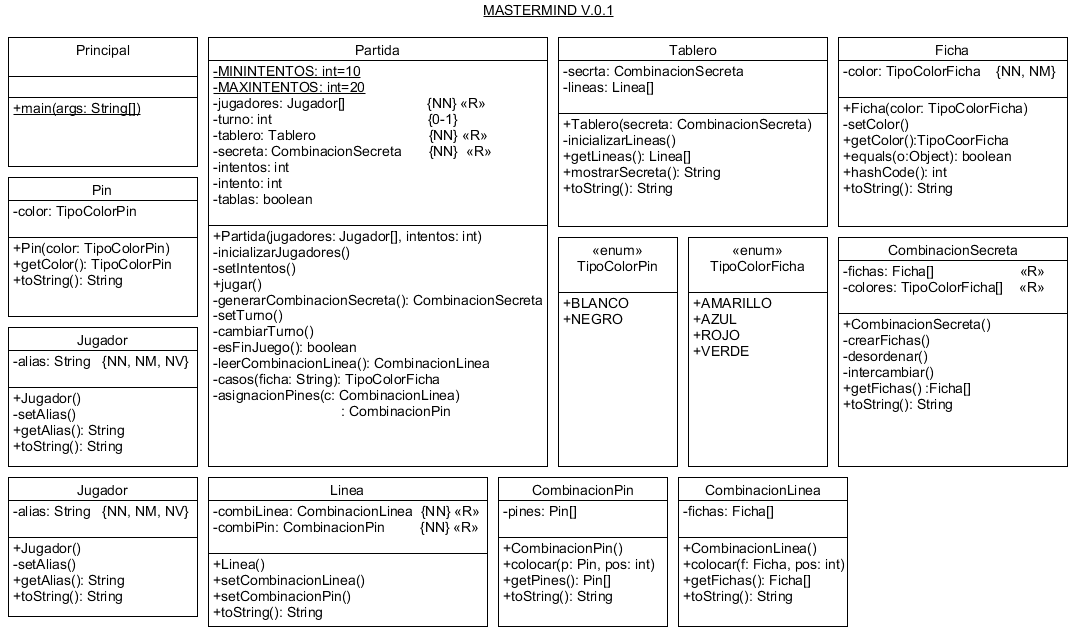 MASTERMIND V.0.1
Principal
+main(args: String[])
Partida
-MININTENTOS: int=10
-MAXINTENTOS: int=20
-jugadores: Jugador[] {NN} «R»
-turno: int {0-1}
-tablero: Tablero {NN} «R»
-secreta: CombinacionSecreta {NN} «R»
-intentos: int
-intento: int
-tablas: boolean
+Partida(jugadores: Jugador[], intentos: int)
-inicializarJugadores()
-setIntentos()
+jugar()
-generarCombinacionSecreta(): CombinacionSecreta
-setTurno()
-cambiarTurno()
-esFinJuego(): boolean
-leerCombinacionLinea(): CombinacionLinea
-casos(ficha: String): TipoColorFicha
-asignacionPines(c: CombinacionLinea)
: CombinacionPin
Tablero
-secrta: CombinacionSecreta
-lineas: Linea[]
+Tablero(secreta: CombinacionSecreta)
-inicializarLineas()
+getLineas(): Linea[]
+mostrarSecreta(): String
+toString(): String
Ficha
-color: TipoColorFicha {NN, NM}
+Ficha(color: TipoColorFicha)
-setColor()
+getColor():TipoCoorFicha
+equals(o:Object): boolean
+hashCode(): int
+toString(): String
Pin
-color: TipoColorPin
+Pin(color: TipoColorPin)
+getColor(): TipoColorPin
+toString(): String
«enum»
TipoColorPin
+BLANCO
+NEGRO
«enum»
TipoColorFicha
+AMARILLO
+AZUL
+ROJO
+VERDE
CombinacionSecreta
-fichas: Ficha[] «R»
-colores: TipoColorFicha[] «R»
+CombinacionSecreta()
-crearFichas()
-desordenar()
-intercambiar()
+getFichas() :Ficha[]
+toString(): String
Jugador
-alias: String {NN, NM, NV}
+Jugador()
-setAlias()
+getAlias(): String
+toString(): String
Jugador
-alias: String {NN, NM, NV}
+Jugador()
-setAlias()
+getAlias(): String
+toString(): String
Linea
-combiLinea: CombinacionLinea {NN} «R»
-combiPin: CombinacionPin {NN} «R»
+Linea()
+setCombinacionLinea()
+setCombinacionPin()
+toString(): String
CombinacionPin
-pines: Pin[]
+CombinacionPin()
+colocar(p: Pin, pos: int)
+getPines(): Pin[]
+toString(): String
CombinacionLinea
-fichas: Ficha[]
+CombinacionLinea()
+colocar(f: Ficha, pos: int)
+getFichas(): Ficha[]
+toString(): String